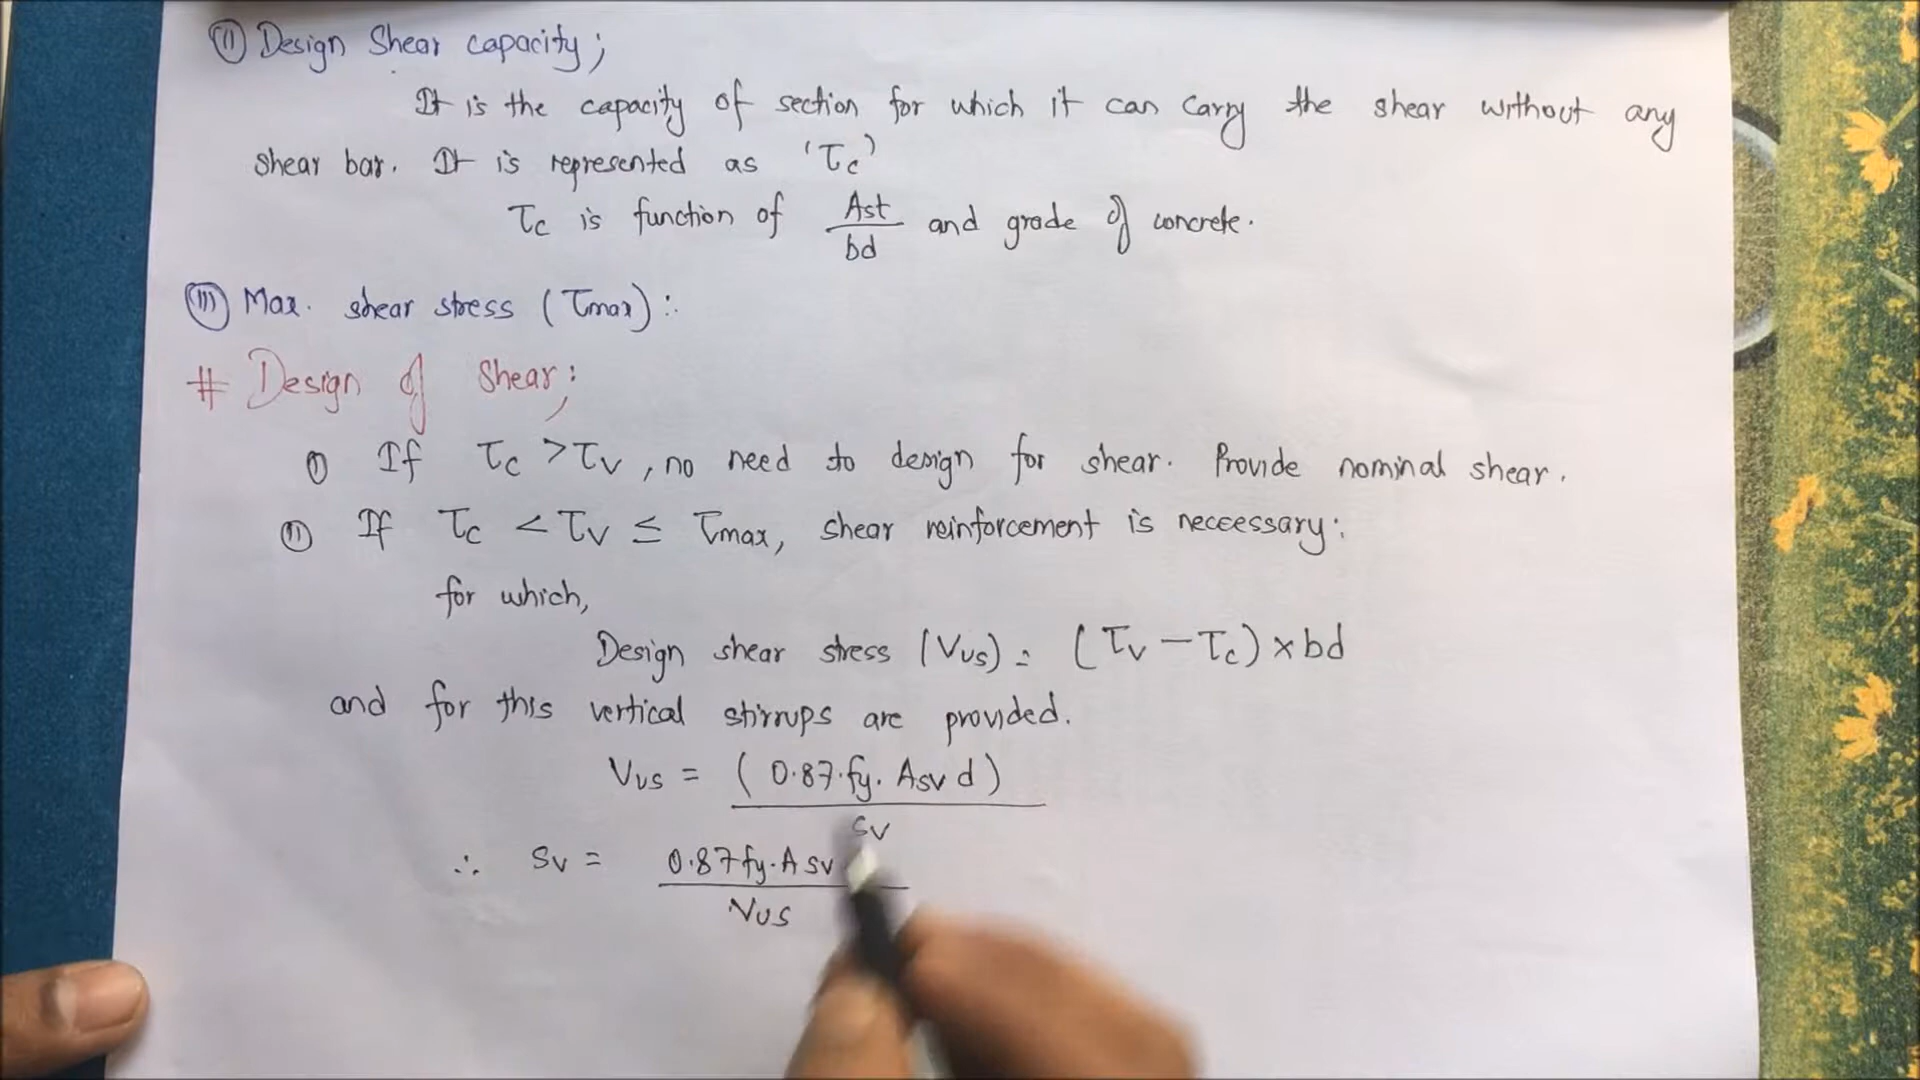 (II) Design Shear capacity;
It is the capacity of section for which it can carry the shear without any
shear bar. It is represented as 'τc'
τc is function of Ast/bd and grade of concrete.
(III) Max. shear stress (τmax):
# Design of Shear:
(I) If τc > τv, no need to design for shear. Provide nominal shear.
(II) If τc < τv ≤ τmax, shear reinforcement is neccessary:
for which,
Design shear stress (Vus) = (τv − τc) × bd
and for this vertical stirrups are provided.
Vus = (0.87.fy. Asv d) / Sv
∴ Sv = 0.87fy.Asv / Vus